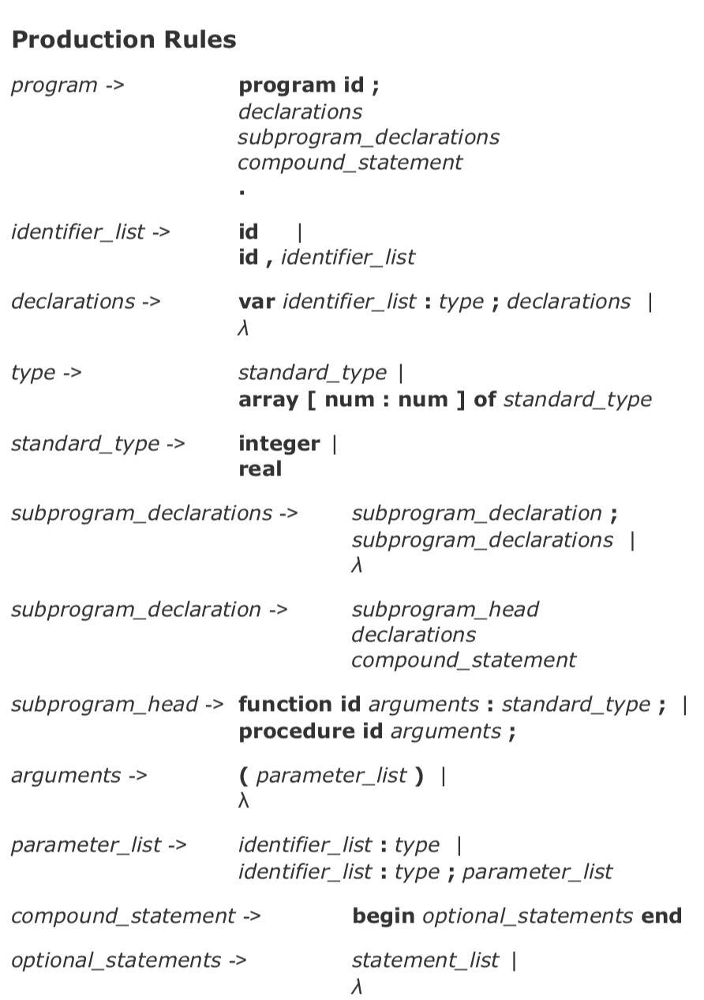 Production Rules
program -> program id ;
declarations
subprogram_declarations
compound_statement
.
identifier_list -> id |
id , identifier_list
declarations -> var identifier_list : type ; declarations |
λ
type -> standard_type |
array [ num : num ] of standard_type
standard_type -> integer |
real
subprogram_declarations -> subprogram_declaration ;
subprogram_declarations |
λ
subprogram_declaration -> subprogram_head
declarations
compound_statement
subprogram_head -> function id arguments : standard_type ; |
procedure id arguments ;
arguments -> ( parameter_list ) |
λ
parameter_list -> identifier_list : type |
identifier_list : type ; parameter_list
compound_statement -> begin optional_statements end
optional_statements -> statement_list |
λ